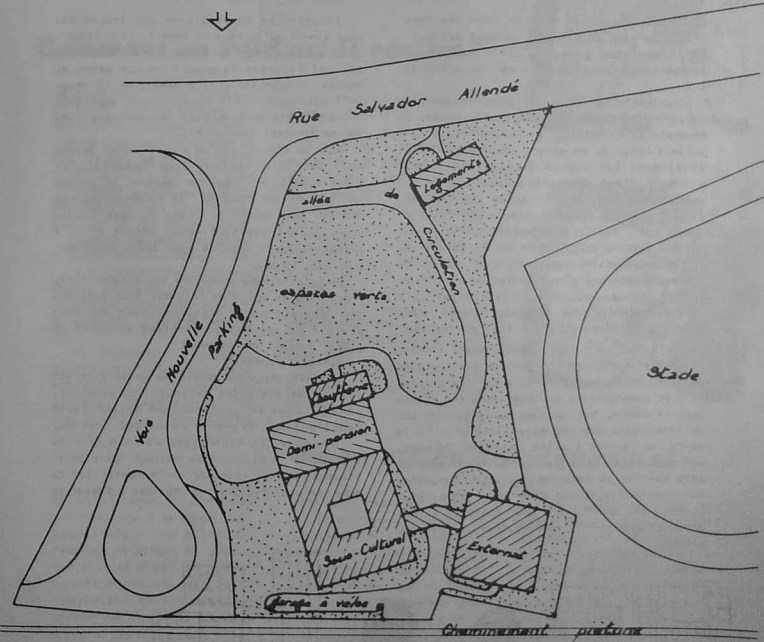 Rue Salvador Allendé
Logements
allée de circulation
espaces verts
Nouvelle Voie
Parking
Stade
Chaufferie
Demi-pension
Socio-Culturel
Externat
garage à vélos
Cheminement piétons